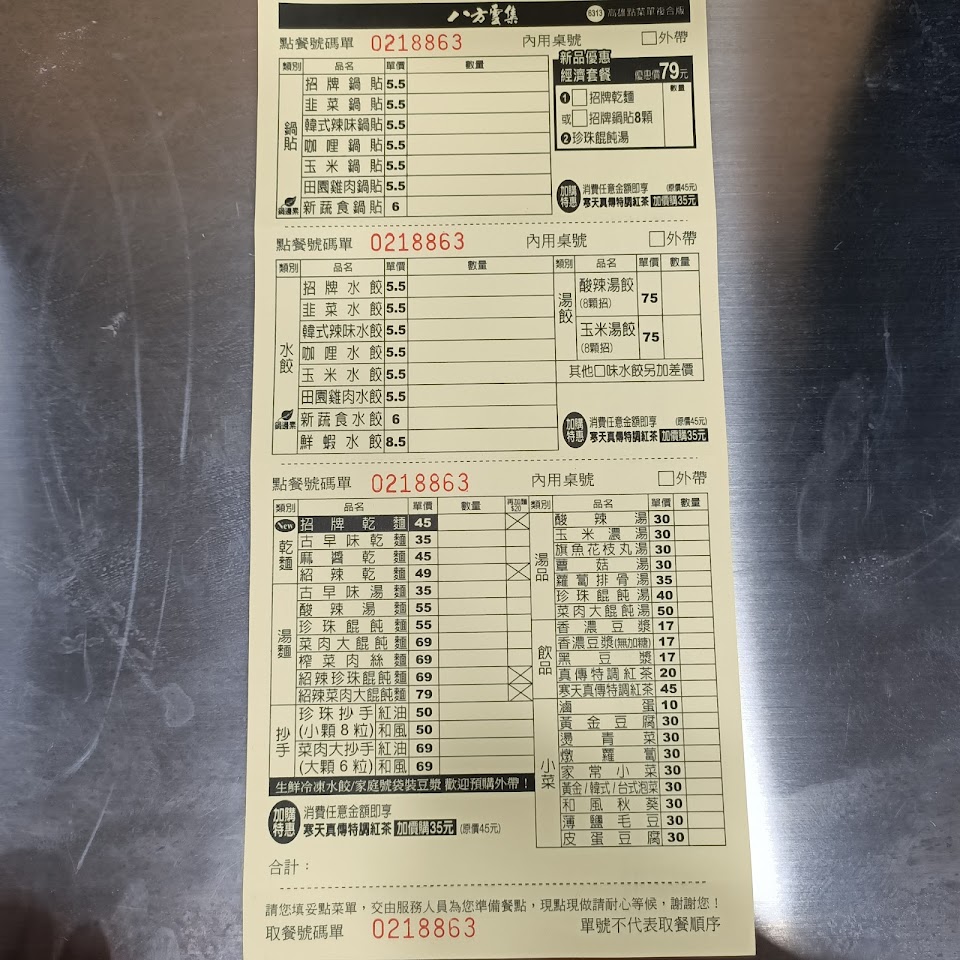 八方雲集 6313 高雄點菜單複合版
點餐號碼單 0218863 內用桌號 □外帶
類別 品名 單價 數量
鍋貼
招牌鍋貼 5.5
韭菜鍋貼 5.5
韓式辣味鍋貼 5.5
咖哩鍋貼 5.5
玉米鍋貼 5.5
田園雞肉鍋貼 5.5
鍋邊素 新蔬食鍋貼 6
新品優惠
經濟套餐 優惠價79元
數量
❶□招牌乾麵
或□招牌鍋貼8顆
❷珍珠餛飩湯
加購特惠 消費任意金額即享 (原價45元)
寒天真傳特調紅茶 加價購35元
點餐號碼單 0218863 內用桌號 □外帶
類別 品名 單價 數量
水餃
招牌水餃 5.5
韭菜水餃 5.5
韓式辣味水餃 5.5
咖哩水餃 5.5
玉米水餃 5.5
田園雞肉水餃 5.5
鍋邊素 新蔬食水餃 6
鮮蝦水餃 8.5
類別 品名 單價 數量
湯餃
酸辣湯餃 75
(8顆招)
玉米湯餃 75
(8顆招)
其他口味水餃另加差價
加購特惠 消費任意金額即享 (原價45元)
寒天真傳特調紅茶 加價購35元
點餐號碼單 0218863 內用桌號 □外帶
類別 品名 單價 數量 再加麵$20
乾麵
New 招牌乾麵 45
古早味乾麵 35
麻醬乾麵 45
紹辣乾麵 49
湯麵
古早味湯麵 35
酸辣湯麵 55
珍珠餛飩麵 55
菜肉大餛飩麵 69
榨菜肉絲麵 69
紹辣珍珠餛飩麵 69
紹辣菜肉大餛飩麵 79
抄手
珍珠抄手 紅油 50
(小顆8粒) 和風 50
菜肉大抄手 紅油 69
(大顆6粒) 和風 69
生鮮冷凍水餃/家庭號袋裝豆漿 歡迎預購外帶!
加購特惠 消費任意金額即享
寒天真傳特調紅茶 加價購35元 (原價45元)
類別 品名 單價 數量
湯品
酸辣湯 30
玉米濃湯 30
旗魚花枝丸湯 30
蕈菇湯 30
蘿蔔排骨湯 35
珍珠餛飩湯 40
菜肉大餛飩湯 50
飲品
香濃豆漿 17
香濃豆漿(無加糖) 17
黑豆漿 17
真傳特調紅茶 20
寒天真傳特調紅茶 45
小菜
滷蛋 10
黃金豆腐 30
燙青菜 30
燉蘿蔔 30
家常小菜 30
黃金/韓式/台式泡菜 30
和風秋葵 30
薄鹽毛豆 30
皮蛋豆腐 30
合計：
請您填妥點菜單，交由服務人員為您準備餐點，現點現做請耐心等候，謝謝您！
取餐號碼單 0218863 單號不代表取餐順序